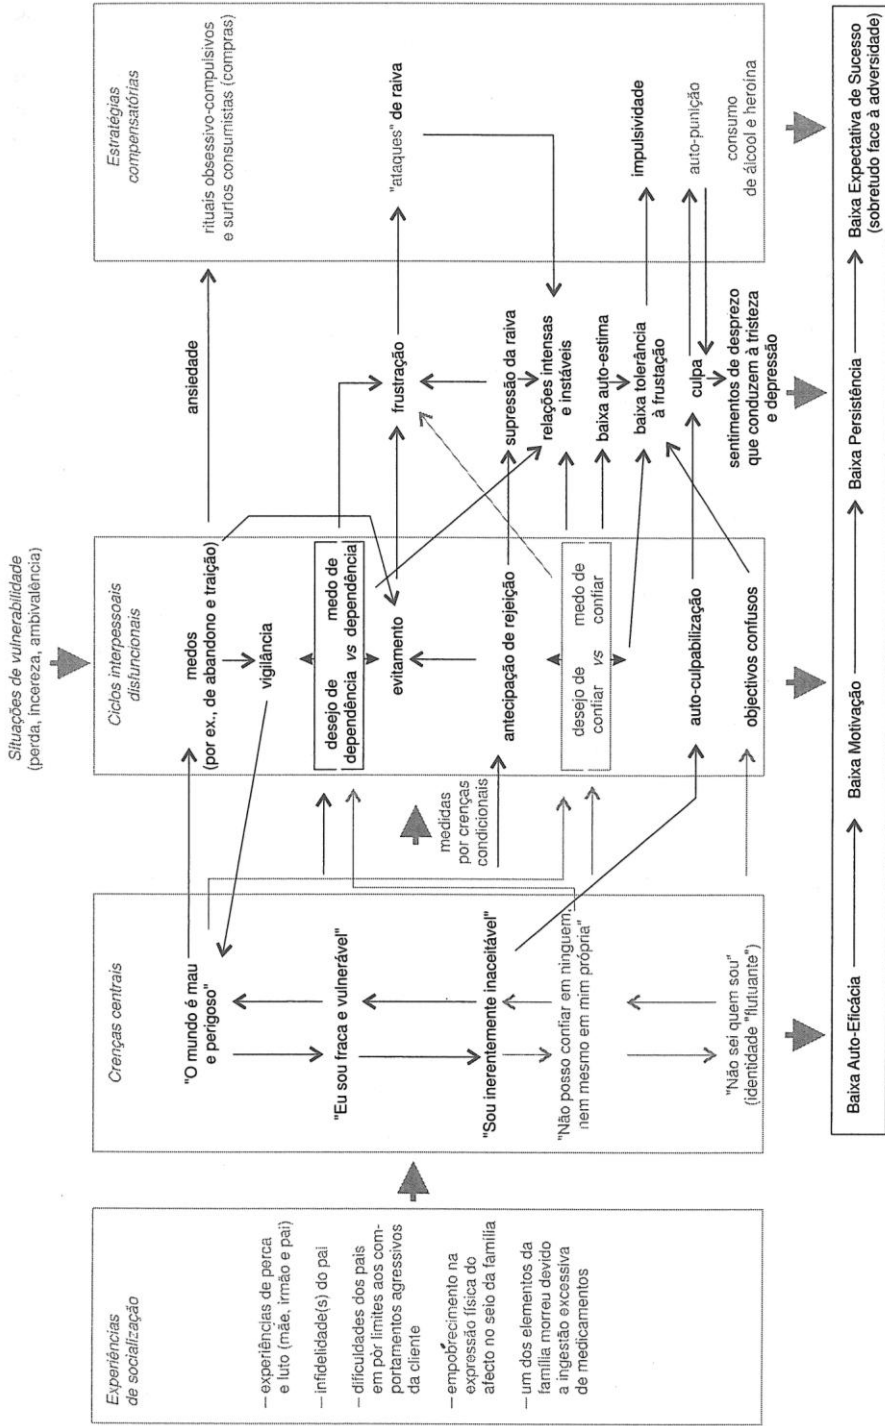 Situações de vulnerabilidade
(perda, incereza, ambivalência)
Experiências
de socialização
— experiências de perca
e luto (mãe, irmão e pai)
— infidelidade(s) do pai
— dificuldades dos pais
em pôr limites aos com-
portamentos agressivos
da cliente
— empobrecimento na
expressão física do
afecto no seio da família
— um dos elementos da
família morreu devido
a ingestão excessiva
de medicamentos
Crenças centrais
"O mundo é mau
e perigoso"
"Eu sou fraca e vulnerável"
"Sou inerentemente inaceitável"
"Não posso confiar em ninguém,
nem mesmo em mim própria"
"Não sei quem sou"
(identidade "flutuante")
medidas
por crenças
condicionais
Ciclos interpessoais
disfuncionais
medos
(por ex., de abandono e traição)
vigilância
desejo de medo de
dependência vs dependência
evitamento
antecipação de rejeição
desejo de medo de
confiar vs confiar
auto-culpabilização
objectivos confusos
ansiedade
frustração
supressão da raiva
relações intensas
e instáveis
baixa auto-estima
baixa tolerância
à frustação
culpa
sentimentos de desprezo
que conduzem à tristeza
e depressão
Estratégias
compensatórias
rituais obsessivo-compulsivos
e surtos consumistas (compras)
"ataques" de raiva
impulsividade
auto-punição
consumo
de álcool e heroína
Baixa Auto-Eficácia
Baixa Motivação
Baixa Persistência
Baixa Expectativa de Sucesso
(sobretudo face à adversidade)